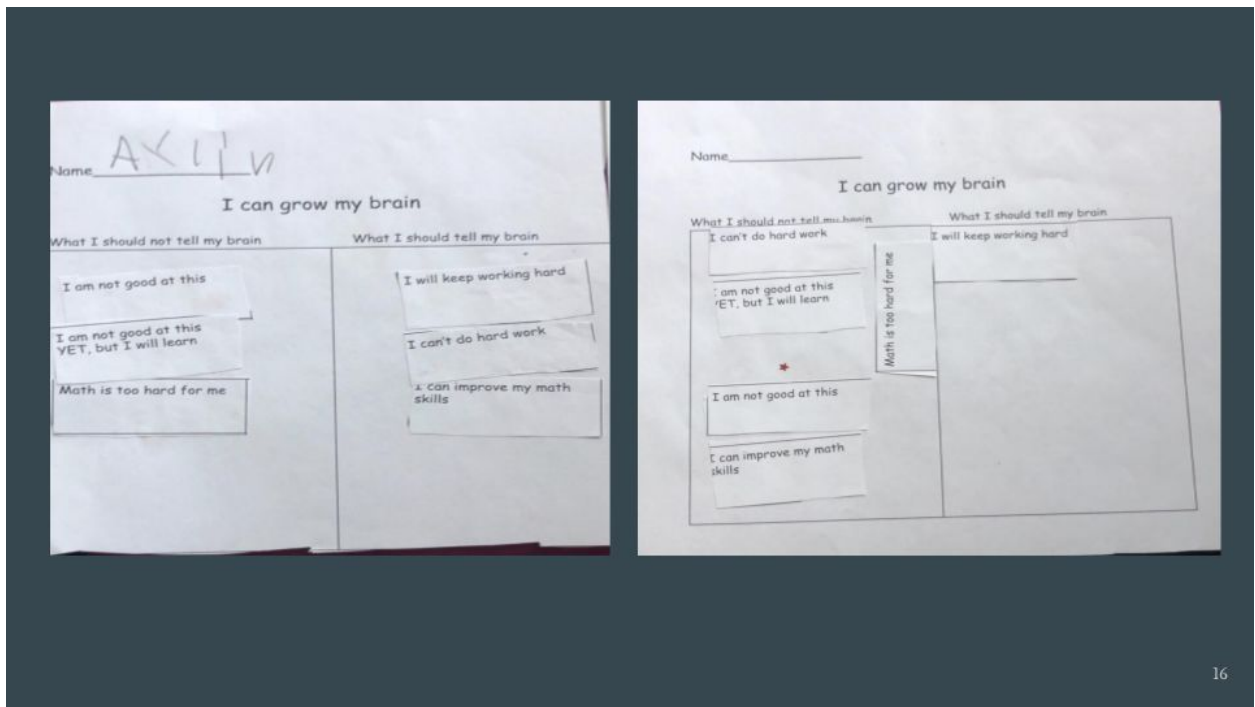 Name AKIIN
I can grow my brain
What I should not tell my brain
I am not good at this
I am not good at this
YET, but I will learn
Math is too hard for me
What I should tell my brain
I will keep working hard
I can't do hard work
I can improve my math
skills
Name
I can grow my brain
What I should not tell my brain
I can't do hard work
am not good at this
YET, but I will learn
I am not good at this
I can improve my math
skills
Math is too hard for me
What I should tell my brain
I will keep working hard
16